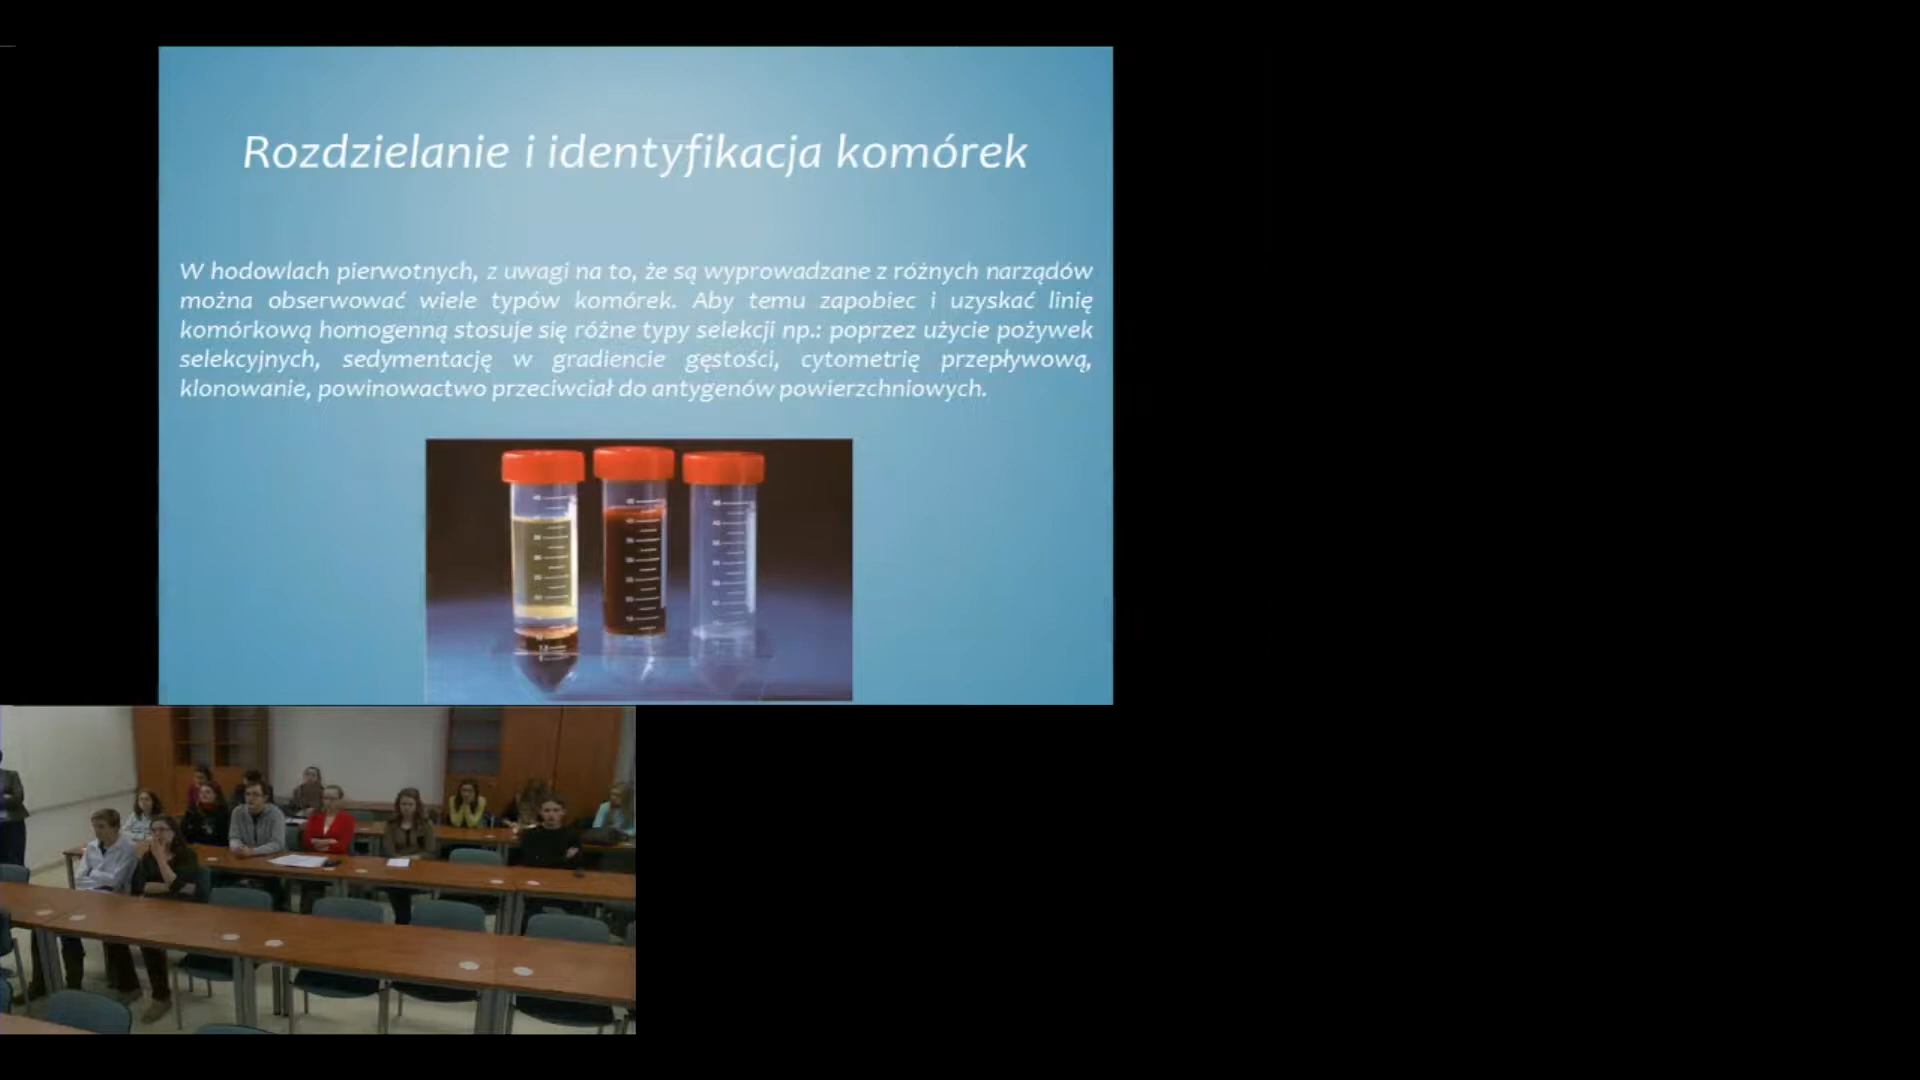 Rozdzielanie i identyfikacja komórek
W hodowlach pierwotnych, z uwagi na to, że są wyprowadzane z różnych narządów
można obserwować wiele typów komórek. Aby temu zapobiec i uzyskać linię
komórkową homogenną stosuje się różne typy selekcji np.: poprzez użycie pożywek
selekcyjnych, sedymentację w gradiencie gęstości, cytometrię przepływową,
klonowanie, powinowactwo przeciwciał do antygenów powierzchniowych.